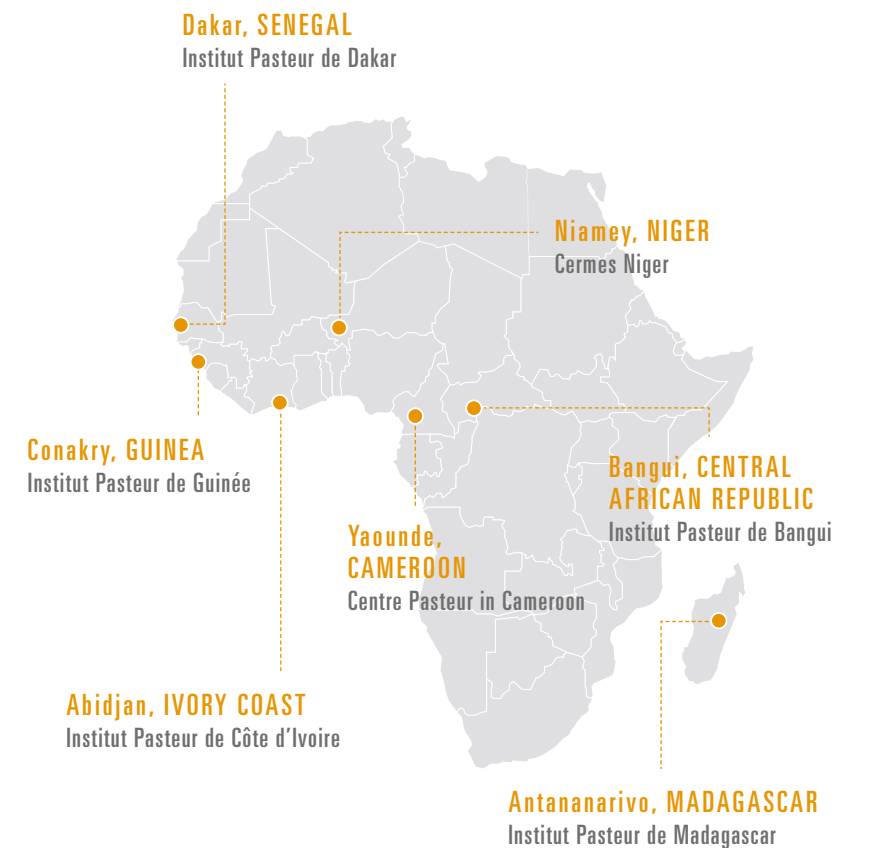 Dakar, SENEGAL
Institut Pasteur de Dakar
Niamey, NIGER
Cermes Niger
Conakry, GUINEA
Institut Pasteur de Guinée
Bangui, CENTRAL
AFRICAN REPUBLIC
Institut Pasteur de Bangui
Yaounde,
CAMEROON
Centre Pasteur in Cameroon
Abidjan, IVORY COAST
Institut Pasteur de Côte d’Ivoire
Antananarivo, MADAGASCAR
Institut Pasteur de Madagascar